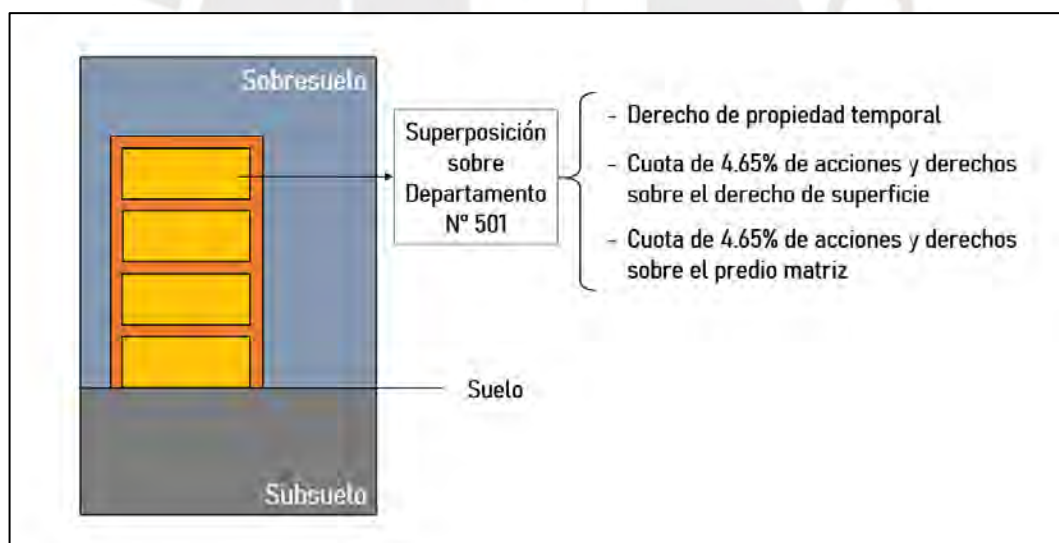 Sobresuelo
Superposición
sobre
Departamento
N° 501
- Derecho de propiedad temporal
- Cuota de 4.65% de acciones y derechos
sobre el derecho de superficie
- Cuota de 4.65% de acciones y derechos
sobre el predio matriz
Suelo
Subsuelo